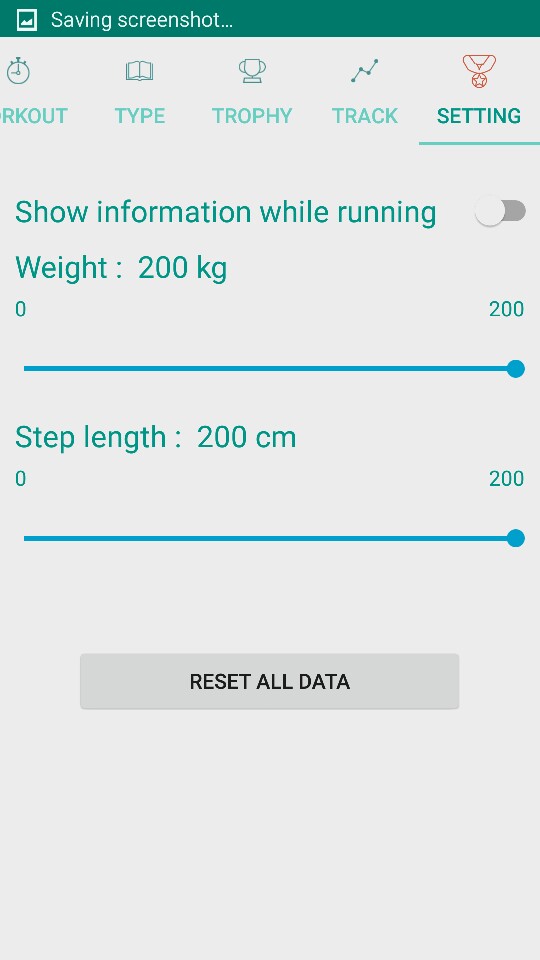 Saving screenshot...
RKOUT TYPE TROPHY TRACK SETTING
Show information while running
Weight : 200 kg
0 200
Step length : 200 cm
0 200
RESET ALL DATA